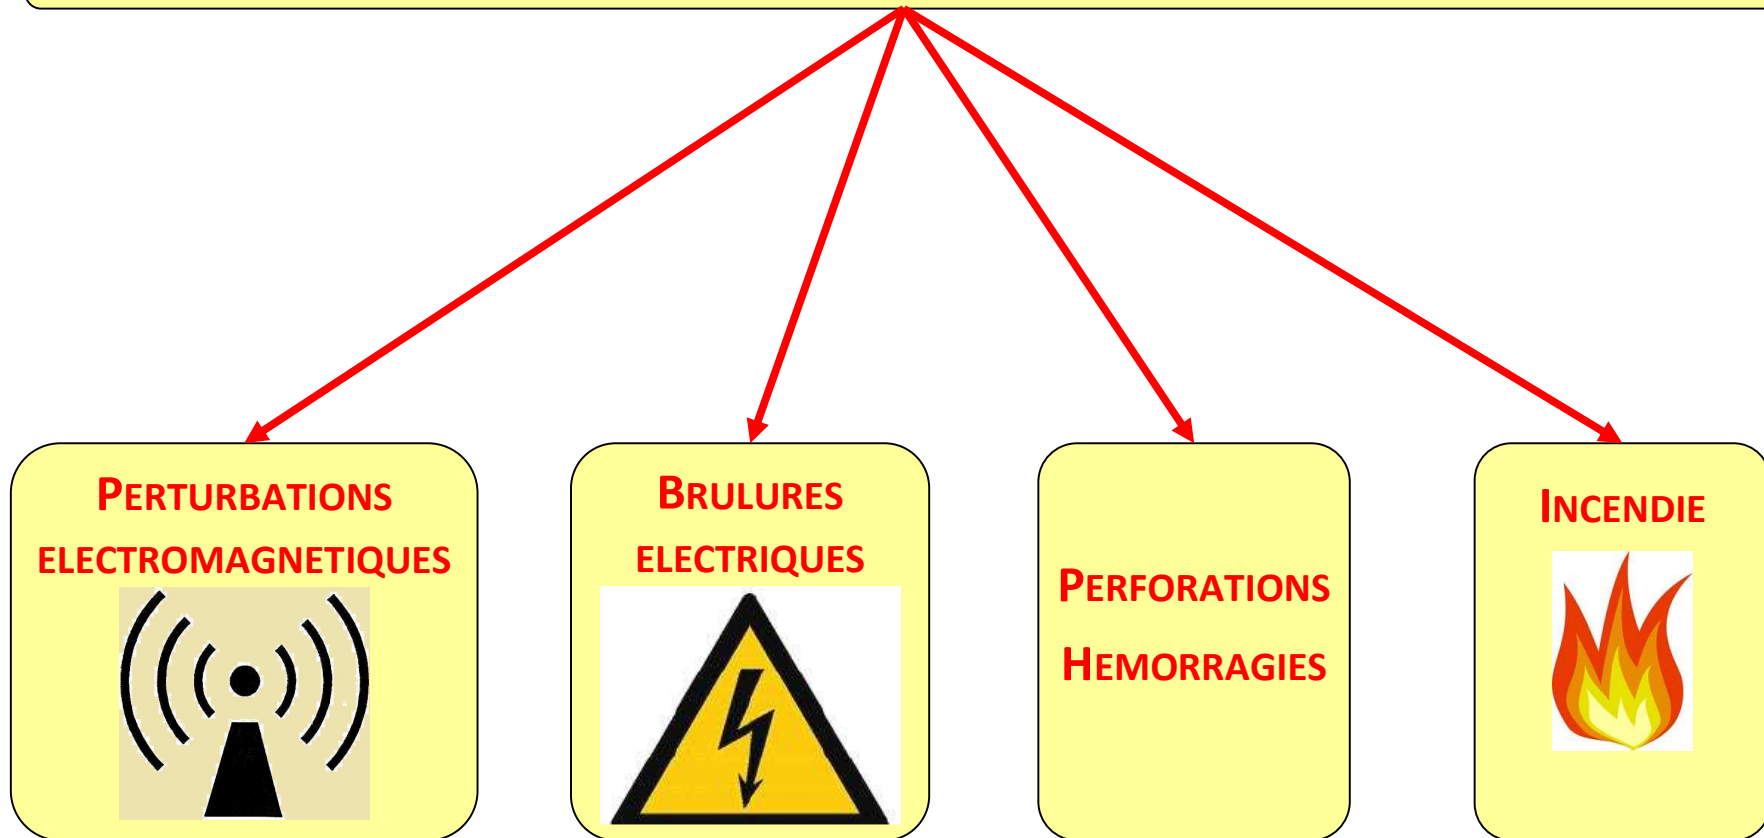 PERTURBATIONS
ELECTROMAGNETIQUES
BRULURES
ELECTRIQUES
PERFORATIONS
HEMORRAGIES
INCENDIE